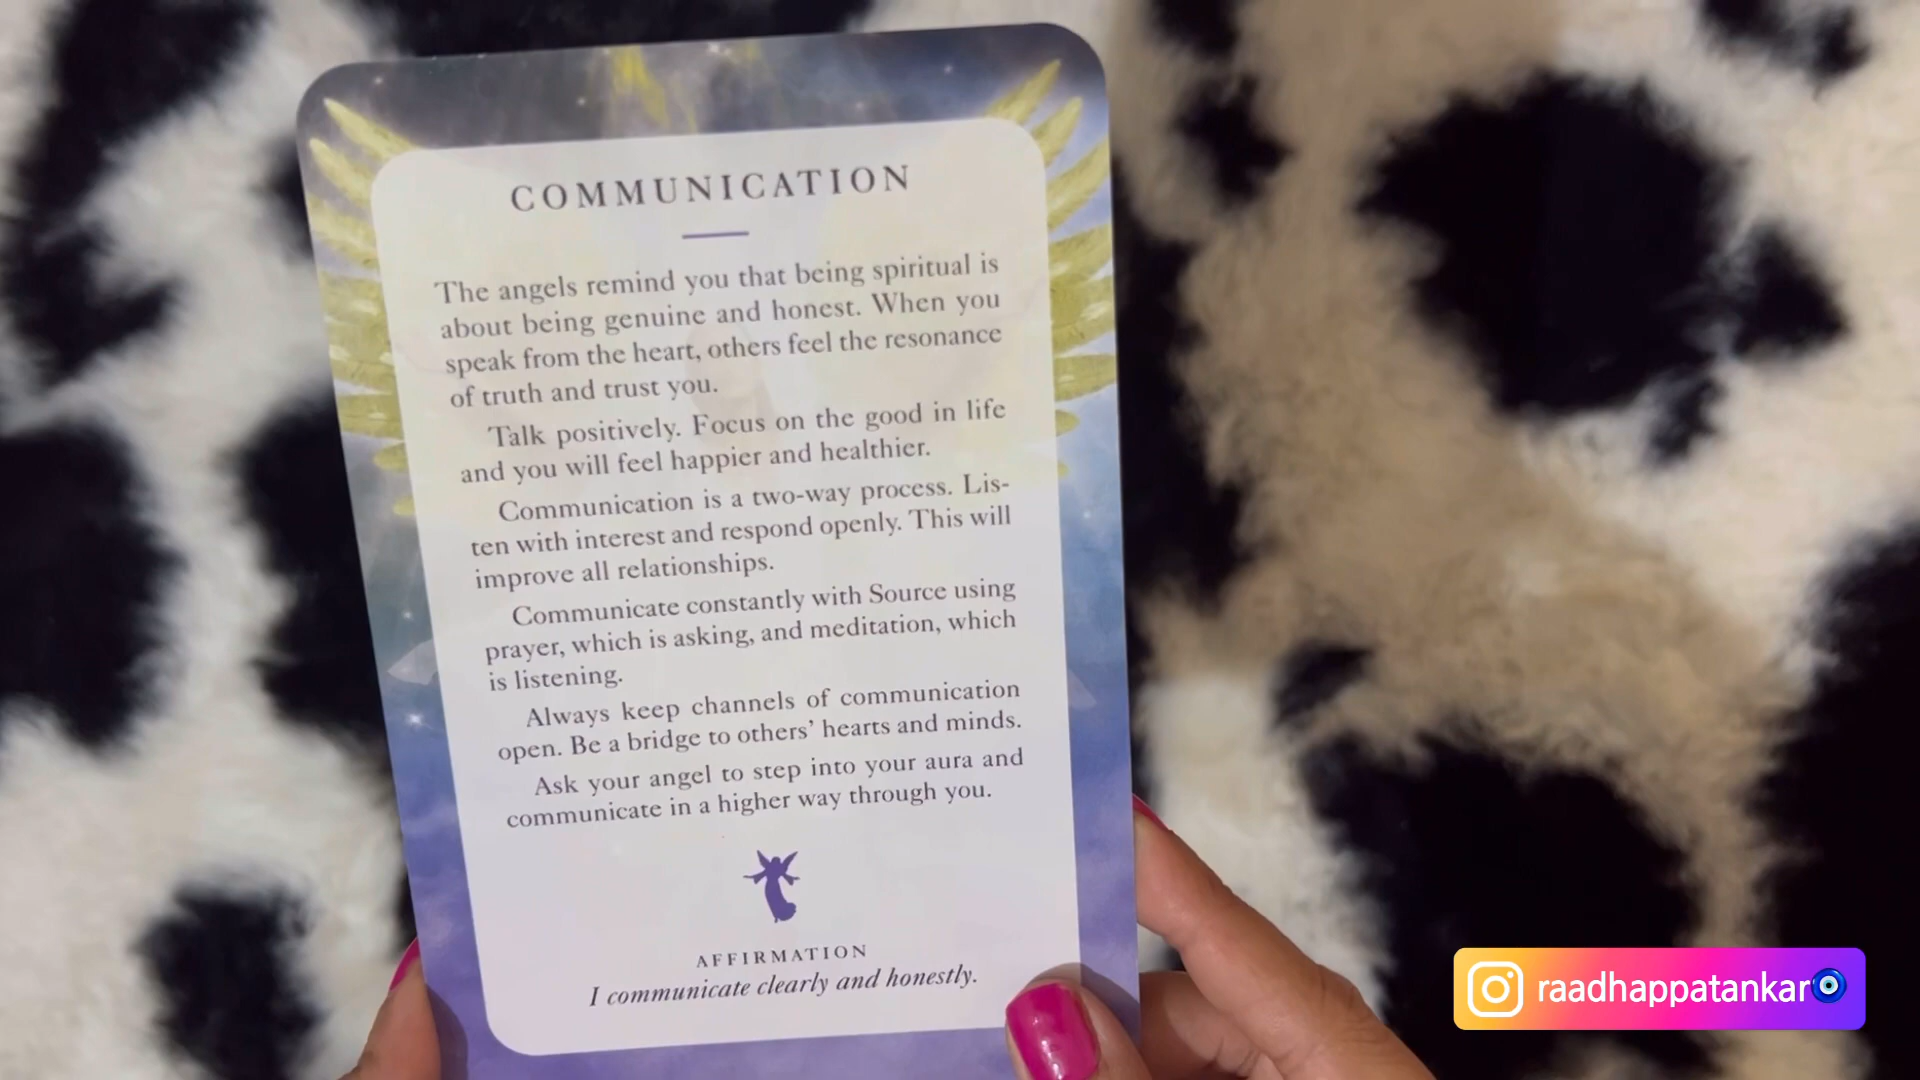 COMMUNICATION
The angels remind you that being spiritual is
about being genuine and honest. When you
speak from the heart, others feel the resonance
of truth and trust you.
Talk positively. Focus on the good in life
and you will feel happier and healthier.
Communication is a two-way process. Lis-
ten with interest and respond openly. This will
improve all relationships.
Communicate constantly with Source using
prayer, which is asking, and meditation, which
is listening.
Always keep channels of communication
open. Be a bridge to others’ hearts and minds.
Ask your angel to step into your aura and
communicate in a higher way through you.
AFFIRMATION
I communicate clearly and honestly.
raadhappatankar